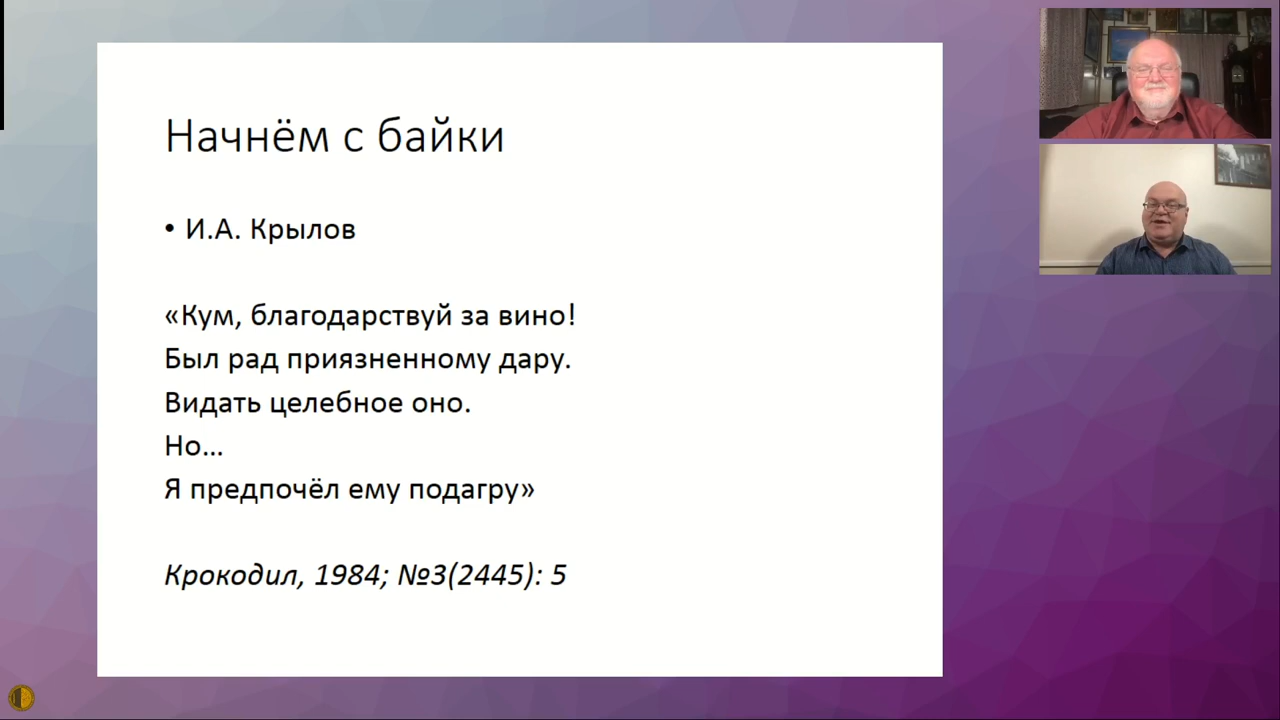 Начнём с байки
• И.А. Крылов
«Кум, благодарствуй за вино!
Был рад приязненному дару.
Видать целебное оно.
Но...
Я предпочёл ему подагру»
Крокодил, 1984; №3(2445): 5